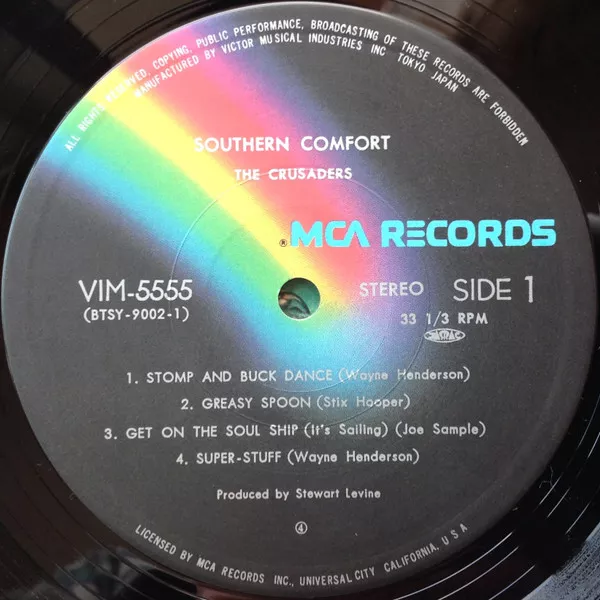 ALL RIGHTS RESERVED, COPYING, PUBLIC PERFORMANCE, BROADCASTING OF THESE RECORDS ARE FORBIDDEN
MANUFACTURED BY VICTOR MUSICAL INDUSTRIES INC TOKYO JAPAN
SOUTHERN COMFORT
THE CRUSADERS
® MCA RECORDS
VIM-5555
(BTSY-9002-1)
STEREO SIDE 1
33 1/3 RPM
1. STOMP AND BUCK DANCE (Wayne Henderson)
2. GREASY SPOON (Stix Hooper)
3. GET ON THE SOUL SHIP (It's Sailing) (Joe Sample)
4. SUPER-STUFF (Wayne Henderson)
Produced by Stewart Levine
④
LICENSED BY MCA RECORDS INC., UNIVERSAL CITY CALIFORNIA, U.S.A